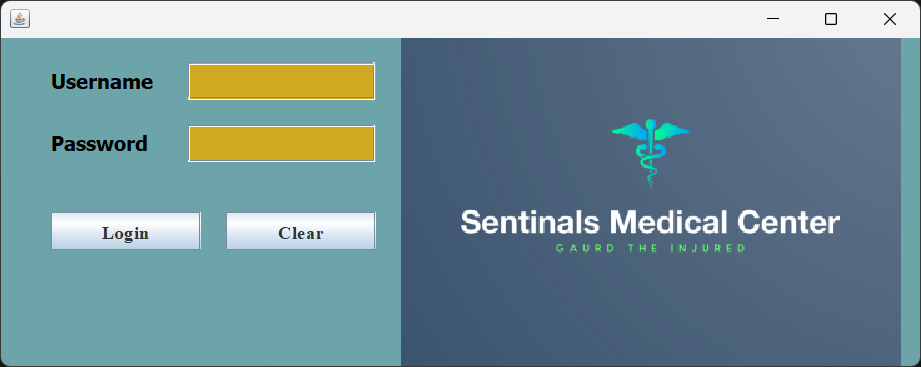 Username
Password
Login
Clear
Sentinals Medical Center
GAURD THE INJURED